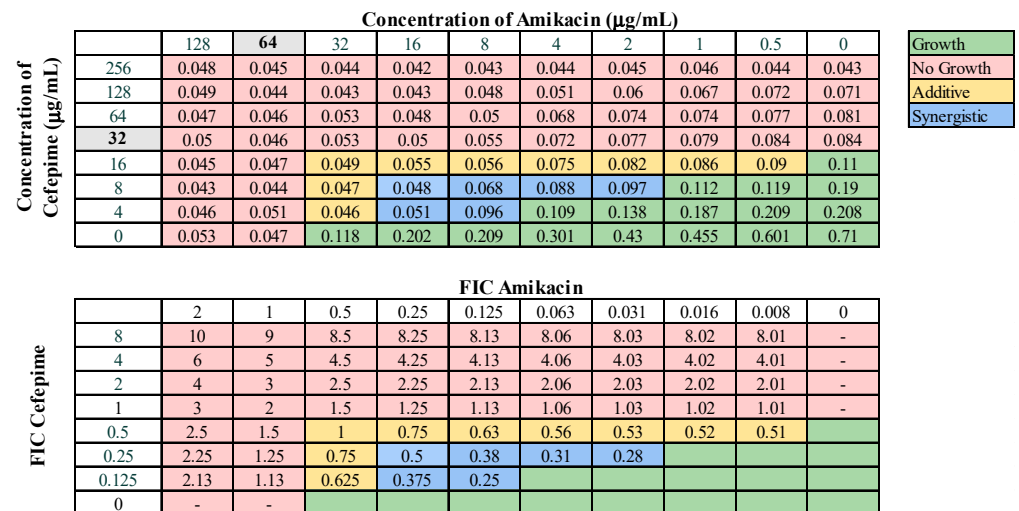 Concentration of Amikacin (µg/mL)
128 64 32 16 8 4 2 1 0.5 0
256 0.048 0.045 0.044 0.042 0.043 0.044 0.045 0.046 0.044 0.043
128 0.049 0.044 0.043 0.043 0.048 0.051 0.06 0.067 0.072 0.071
64 0.047 0.046 0.053 0.048 0.05 0.068 0.074 0.074 0.077 0.081
32 0.05 0.046 0.053 0.05 0.055 0.072 0.077 0.079 0.084 0.084
16 0.045 0.047 0.049 0.055 0.056 0.075 0.082 0.086 0.09 0.11
8 0.043 0.044 0.047 0.048 0.068 0.088 0.097 0.112 0.119 0.19
4 0.046 0.051 0.046 0.051 0.096 0.109 0.138 0.187 0.209 0.208
0 0.053 0.047 0.118 0.202 0.209 0.301 0.43 0.455 0.601 0.71
Concentration of
Cefepime (µg/mL)
Growth
No Growth
Additive
Synergistic
FIC Amikacin
2 1 0.5 0.25 0.125 0.063 0.031 0.016 0.008 0
8 10 9 8.5 8.25 8.13 8.06 8.03 8.02 8.01 -
4 6 5 4.5 4.25 4.13 4.06 4.03 4.02 4.01 -
2 4 3 2.5 2.25 2.13 2.06 2.03 2.02 2.01 -
1 3 2 1.5 1.25 1.13 1.06 1.03 1.02 1.01 -
0.5 2.5 1.5 1 0.75 0.63 0.56 0.53 0.52 0.51
0.25 2.25 1.25 0.75 0.5 0.38 0.31 0.28
0.125 2.13 1.13 0.625 0.375 0.25
0 - -
FIC Cefepime